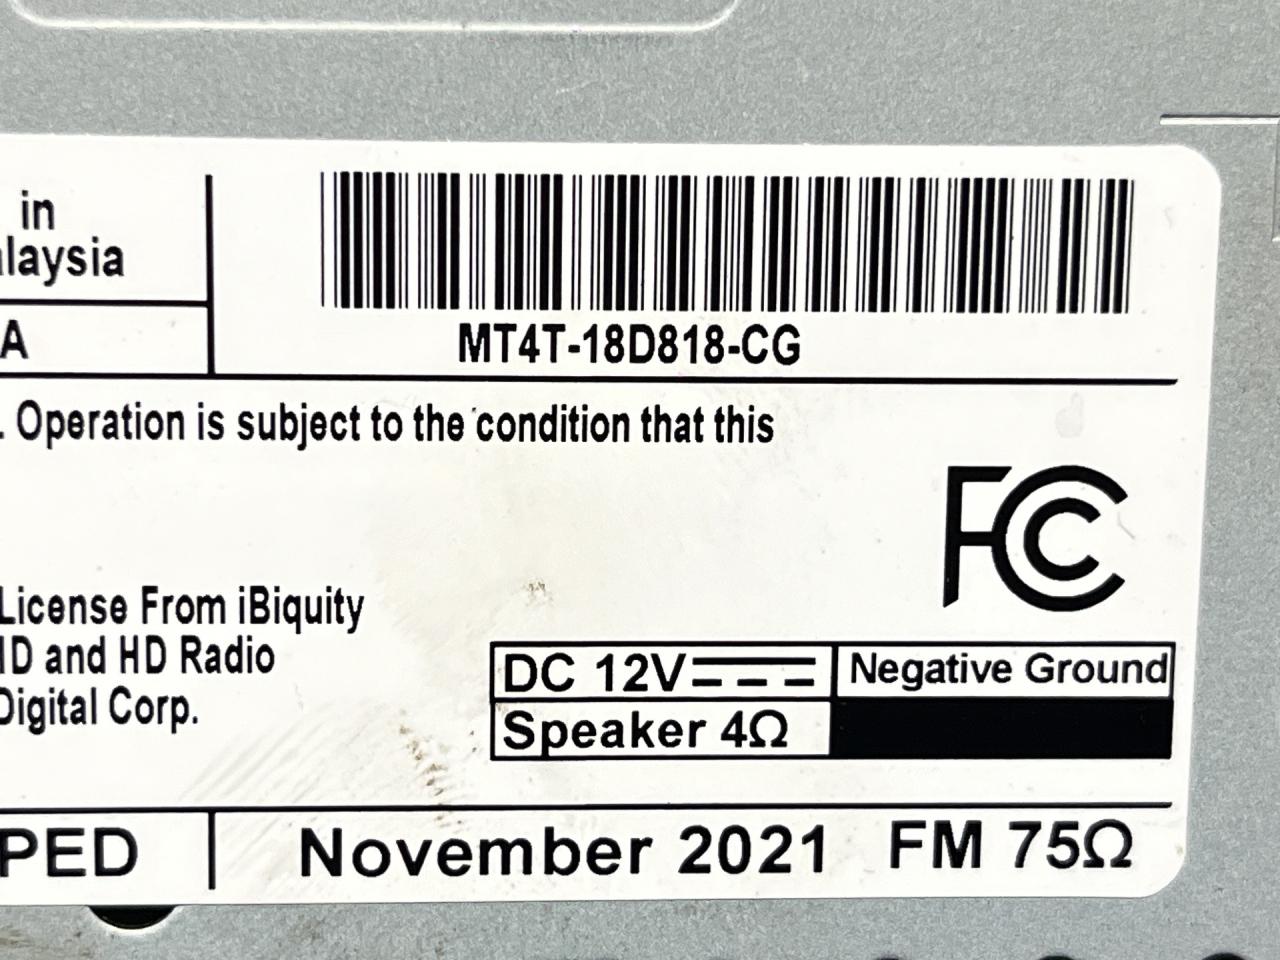 in
alaysia
MT4T-18D818-CG
A
. Operation is subject to the condition that this
FC
License From iBiquity
HD and HD Radio
Digital Corp.
DC 12V
Negative Ground
Speaker 4Ω
PED
November 2021
FM 75Ω